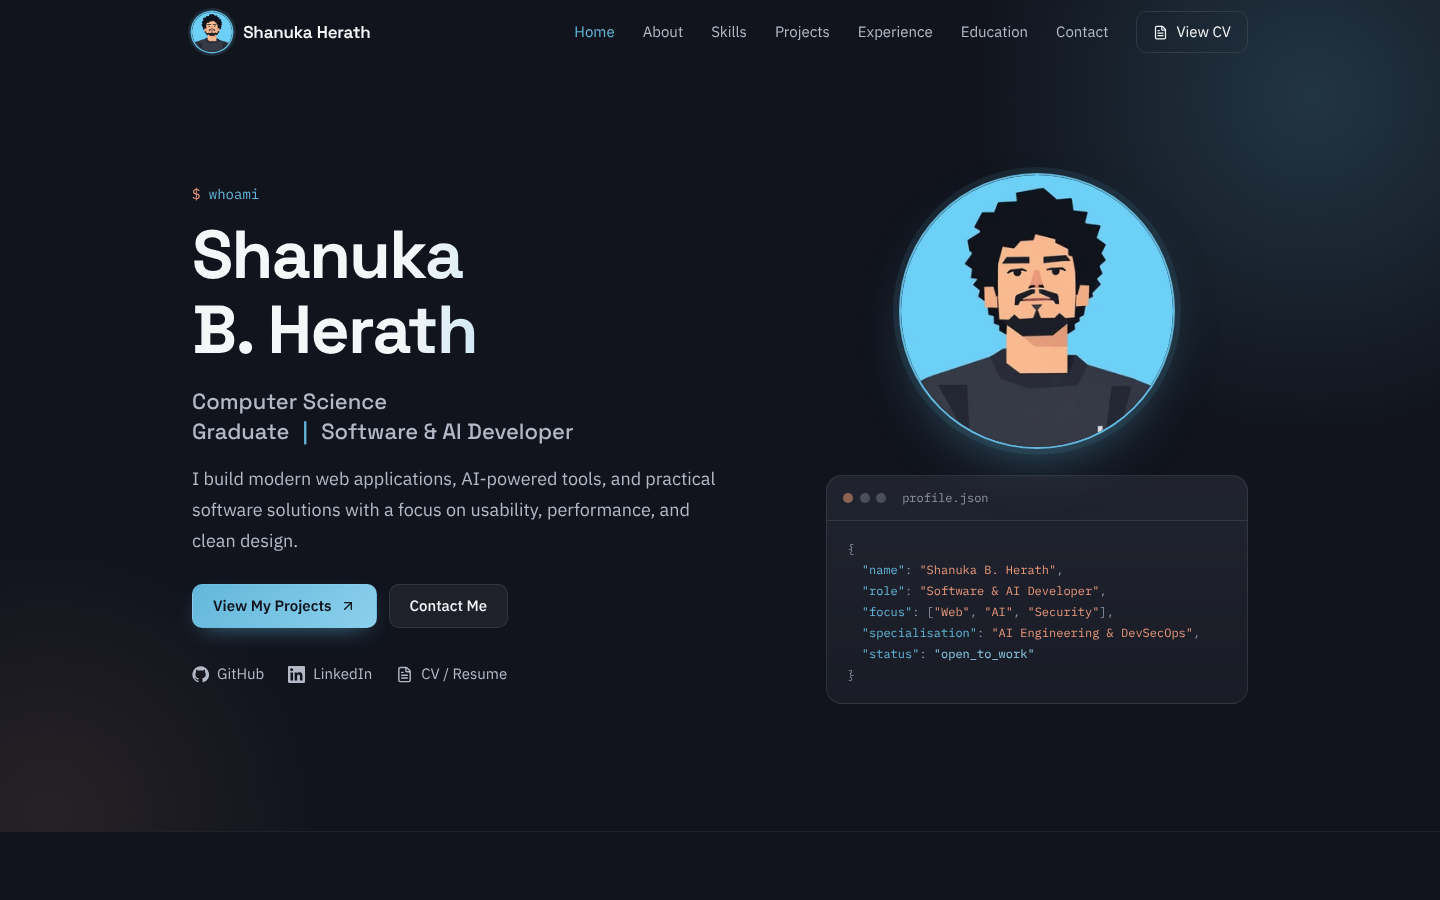 Shanuka Herath
Home About Skills Projects Experience Education Contact View CV
$ whoami
Shanuka
B. Herath
Computer Science
Graduate | Software & AI Developer
I build modern web applications, AI-powered tools, and practical
software solutions with a focus on usability, performance, and
clean design.
View My Projects Contact Me
GitHub LinkedIn CV / Resume
profile.json
{
"name": "Shanuka B. Herath",
"role": "Software & AI Developer",
"focus": ["Web", "AI", "Security"],
"specialisation": "AI Engineering & DevSecOps",
"status": "open_to_work"
}